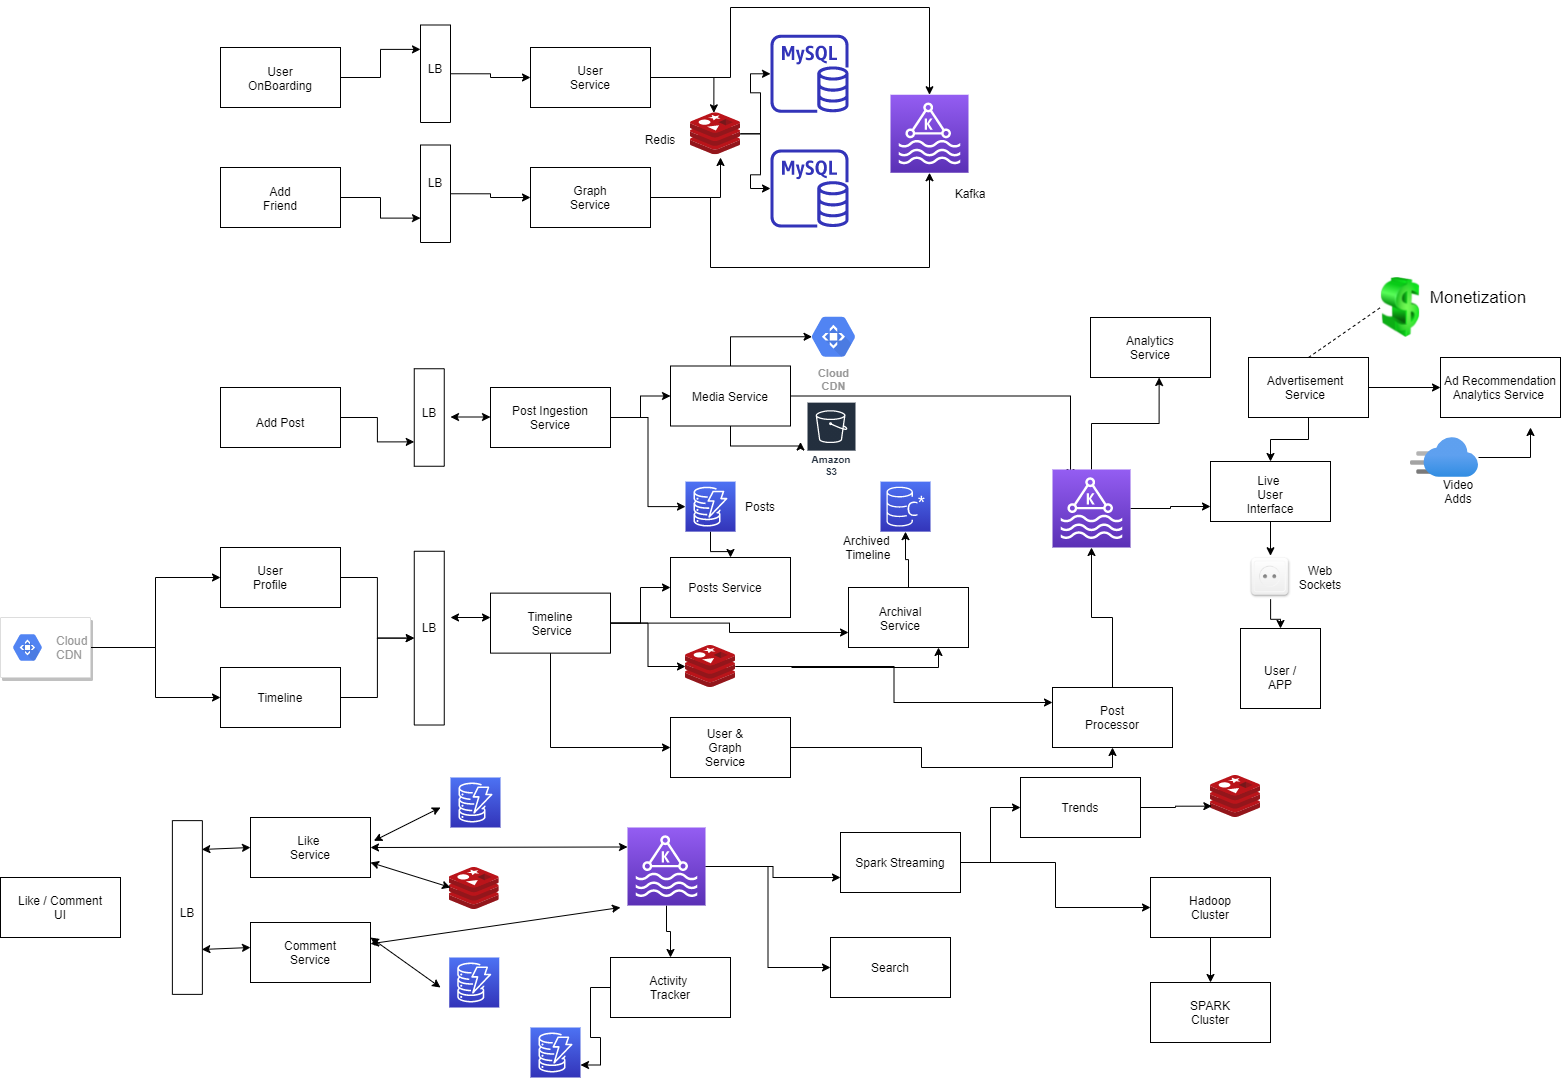 User
OnBoarding
LB
User
Service
MySQL
K
Redis
Add
Friend
LB
Graph
Service
MySQL
Kafka
Monetization
Add Post
LB
Post Ingestion
Service
Media Service
Cloud
CDN
Amazon
S3
Analytics
Service
Advertisement
Service
Ad Recommendation
Analytics Service
Video
Adds
Posts
C*
Archived
Timeline
K
Live
User
Interface
Web
Sockets
User /
APP
Cloud
CDN
User
Profile
Timeline
LB
Timeline
Service
Posts Service
Archival
Service
User &
Graph
Service
Post
Processor
Like / Comment
UI
LB
Like
Service
Comment
Service
K
Activity
Tracker
Spark Streaming
Search
Trends
Hadoop
Cluster
SPARK
Cluster